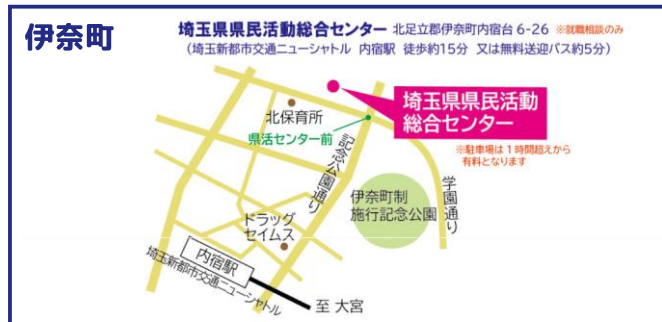 伊奈町
埼玉県県民活動総合センター 北足立郡伊奈町内宿台6-26 ※就職相談のみ
（埼玉新都市交通ニューシャトル 内宿駅 徒歩約15分 又は無料送迎バス約5分）
北保育所
県活センター前
埼玉県県民活動
総合センター
※駐車場は1時間超えから
有料となります
記念公園通り
学園通り
伊奈町制
施行記念公園
ドラッグ
セイムス
内宿駅
埼玉新都市交通ニューシャトル
至 大宮